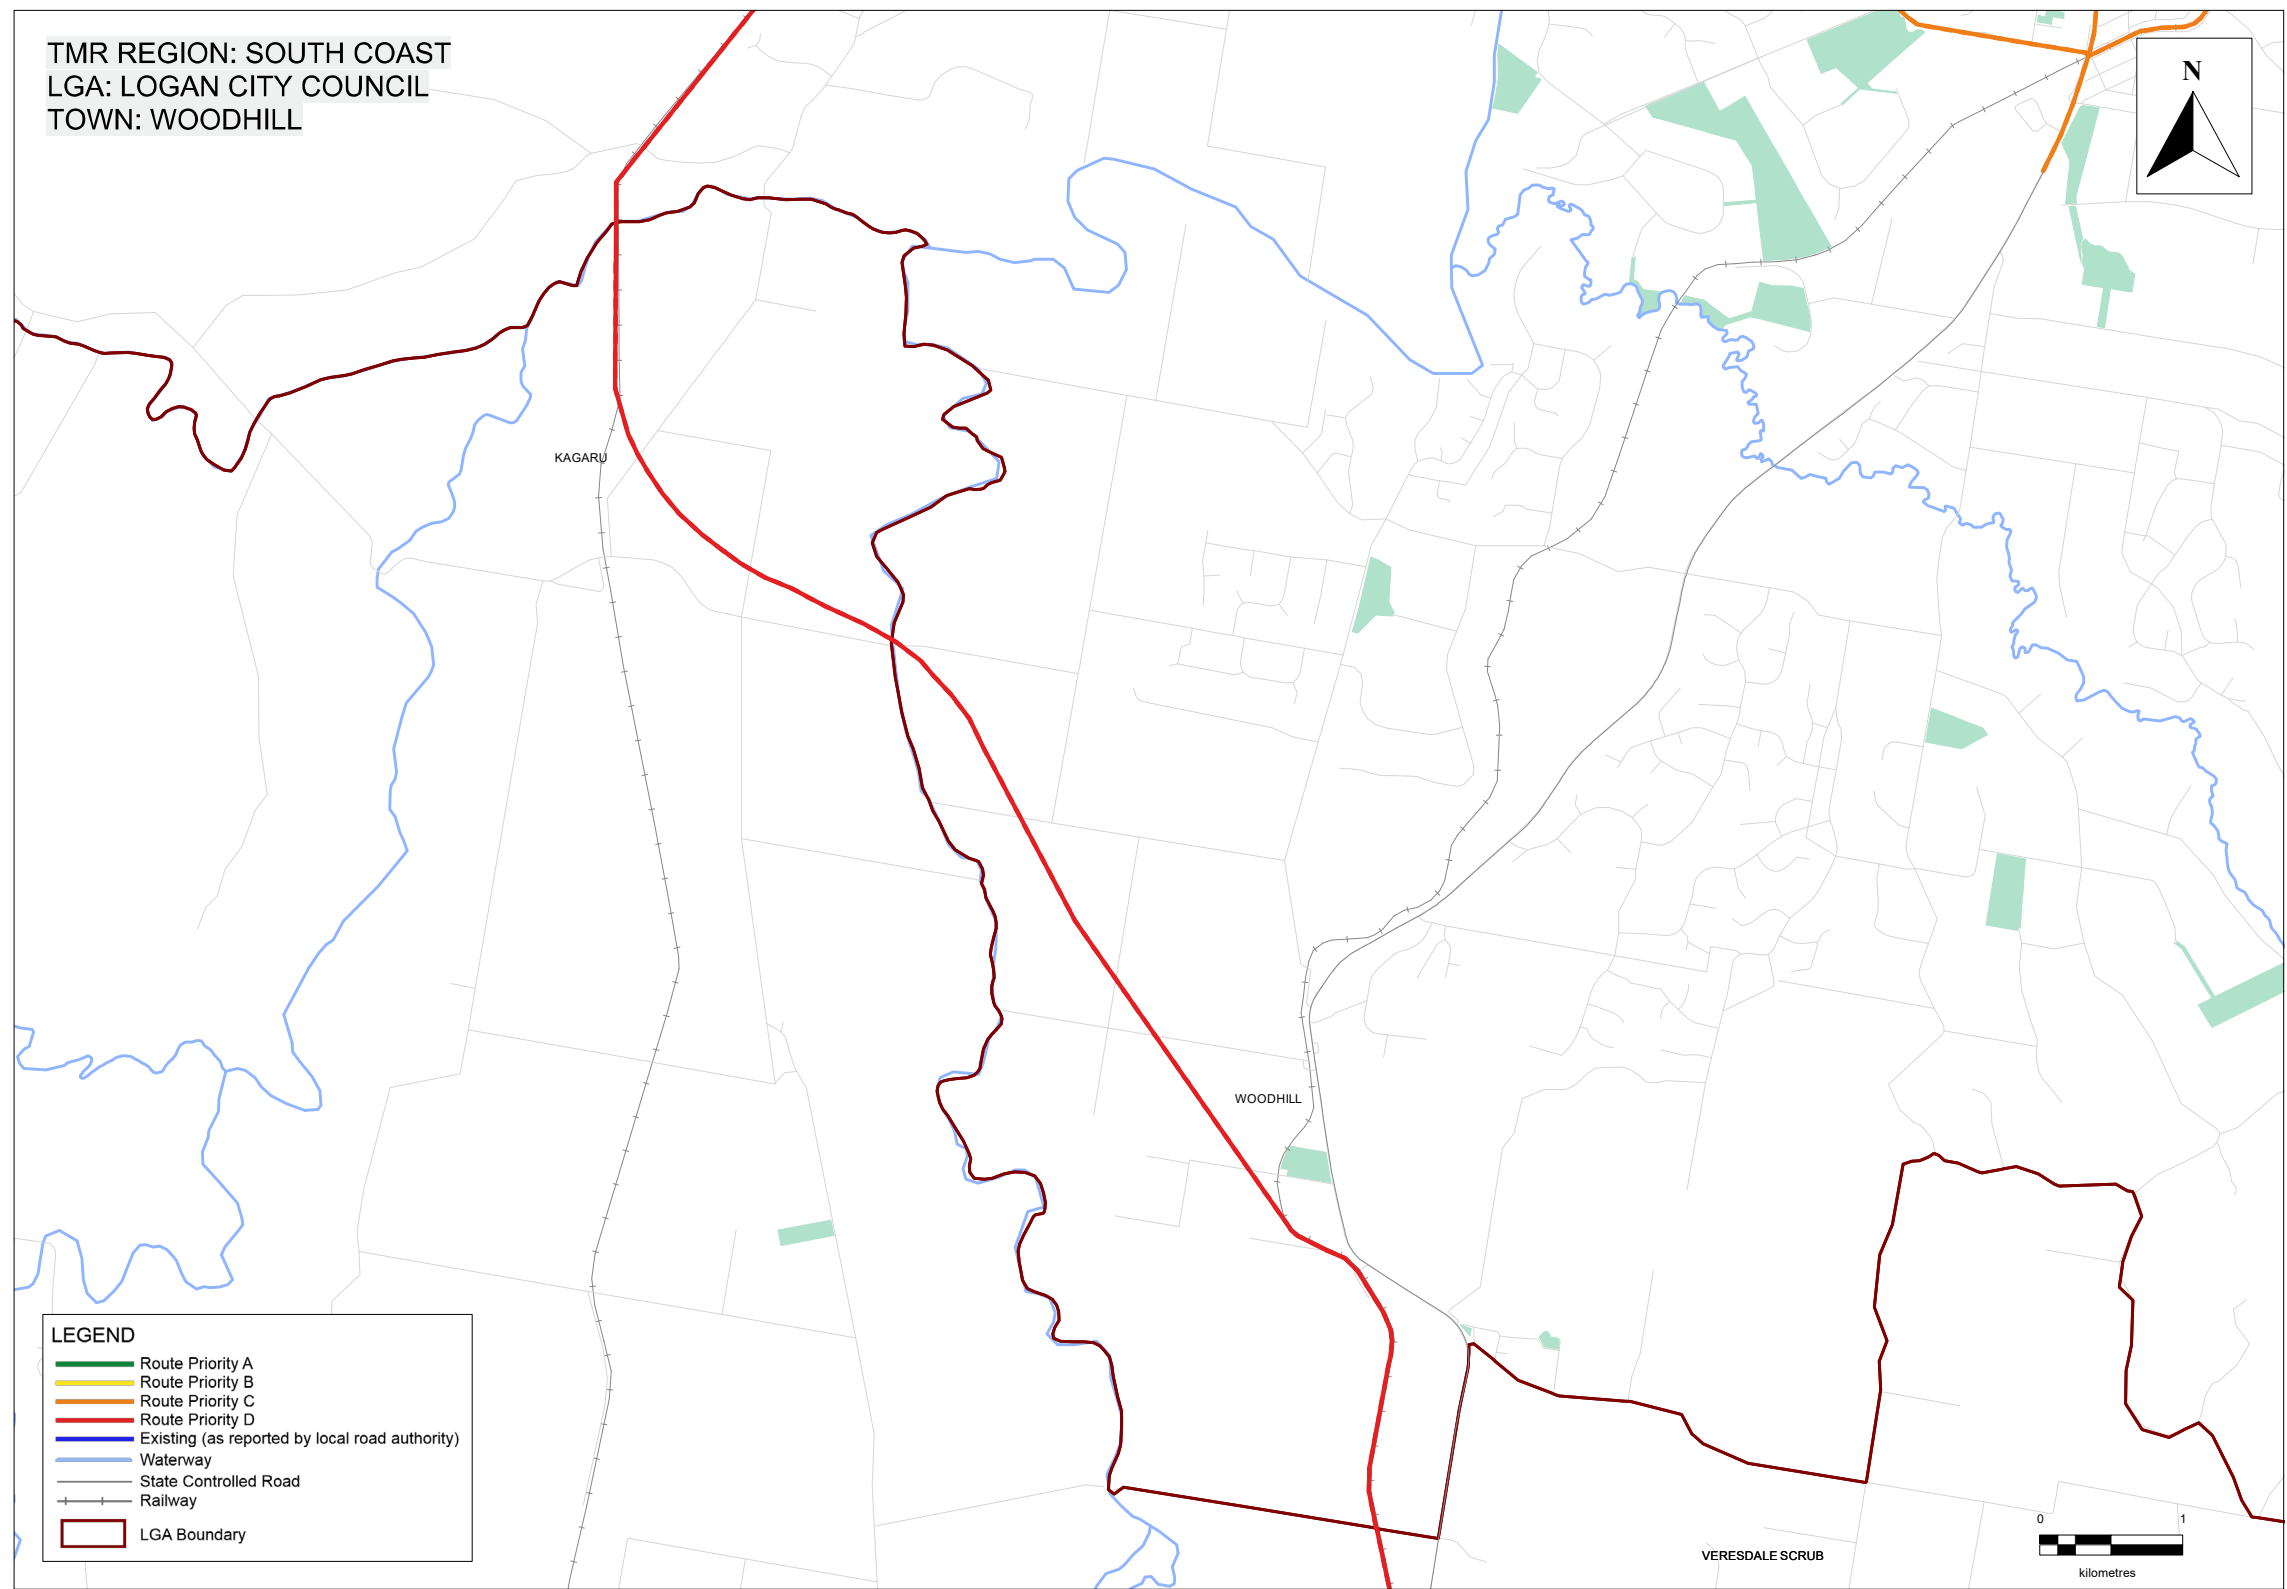 TMR REGION: SOUTH COAST
LGA: LOGAN CITY COUNCIL
TOWN: WOODHILL
N
KAGARU
WOODHILL
VERESDALE SCRUB
LEGEND
Route Priority A
Route Priority B
Route Priority C
Route Priority D
Existing (as reported by local road authority)
Waterway
State Controlled Road
Railway
LGA Boundary
0 1
kilometres